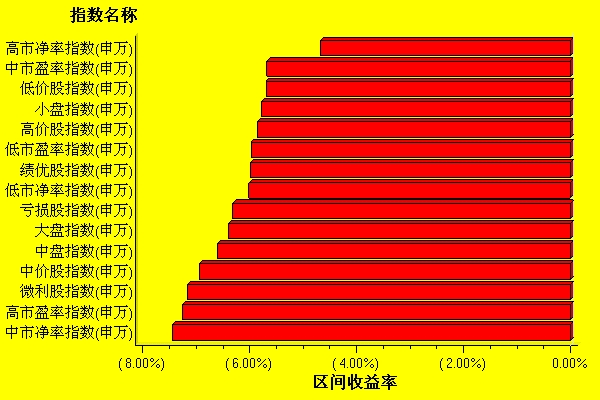 指数名称
高市净率指数(申万)
中市盈率指数(申万)
低价股指数(申万)
小盘指数(申万)
高价股指数(申万)
低市盈率指数(申万)
绩优股指数(申万)
低市净率指数(申万)
亏损股指数(申万)
大盘指数(申万)
中盘指数(申万)
中价股指数(申万)
微利股指数(申万)
高市盈率指数(申万)
中市净率指数(申万)
(8.00%) (6.00%) (4.00%) (2.00%) 0.00%
区间收益率